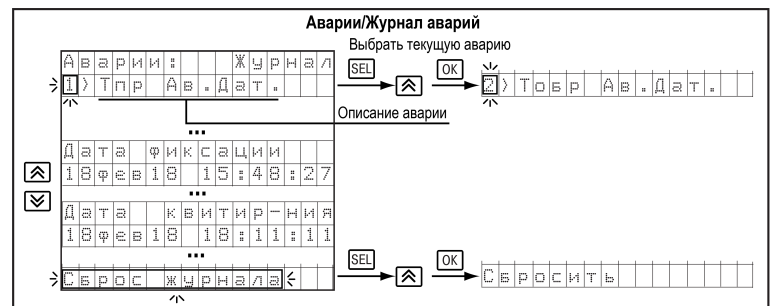 Аварии/Журнал аварий
Выбрать текущую аварию
Аварии: Журнал
SEL
OK
1) Тпр Ав.Дат.
2) Тобр Ав.Дат.
Описание аварии
...
Дата фиксации
18фев18 15:48:27
...
Дата квитир-ния
18фев18 18:11:11
...
SEL
OK
Сброс журнала
Сбросить